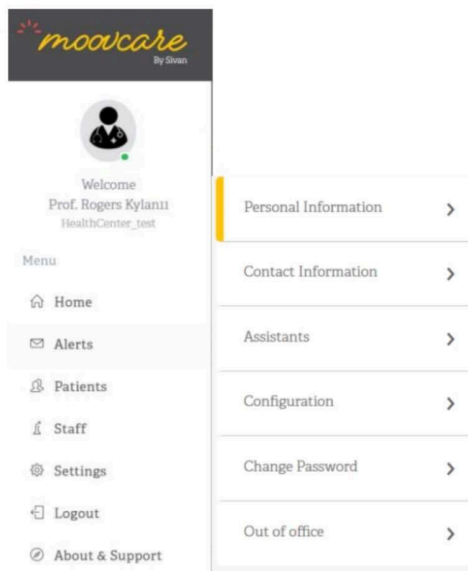 moovcare
By Sivan
Welcome
Prof. Rogers Kylan11
HealthCenter_test
Menu
Home
Alerts
Patients
Staff
Settings
Logout
About & Support
Personal Information
Contact Information
Assistants
Configuration
Change Password
Out of office